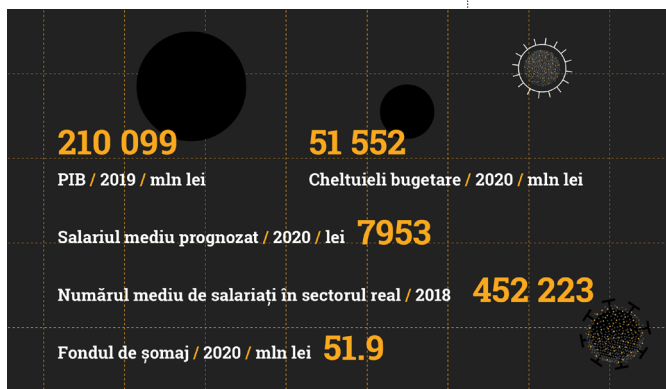 210 099 51 552
PIB / 2019 / mln lei Cheltuieli bugetare / 2020 / mln lei
Salariul mediu prognozat / 2020 / lei 7953
Numărul mediu de salariați în sectorul real / 2018 452 223
Fondul de șomaj / 2020 / mln lei 51.9